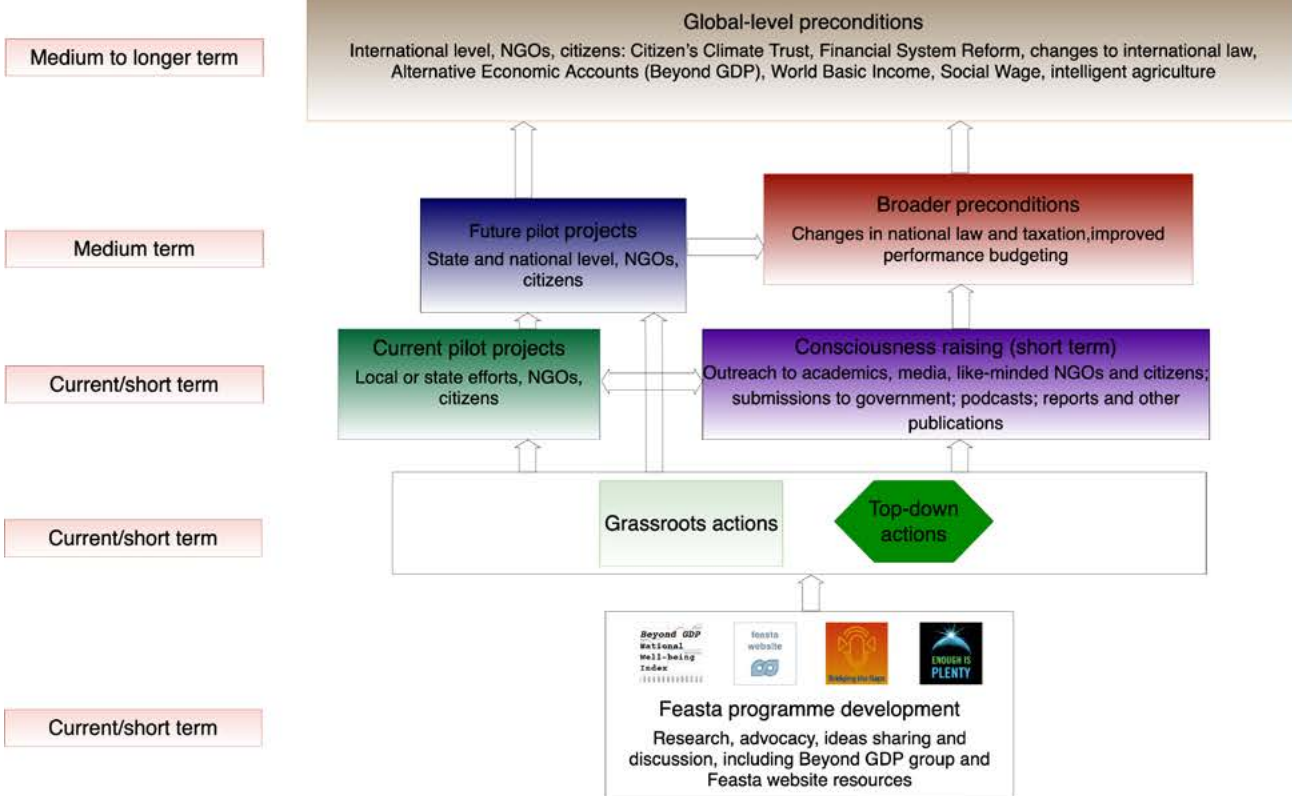 Medium to longer term
Global-level preconditions
International level, NGOs, citizens: Citizen's Climate Trust, Financial System Reform, changes to international law,
Alternative Economic Accounts (Beyond GDP), World Basic Income, Social Wage, intelligent agriculture
Medium term
Future pilot projects
State and national level, NGOs,
citizens
Broader preconditions
Changes in national law and taxation,improved
performance budgeting
Current/short term
Current pilot projects
Local or state efforts, NGOs,
citizens
Consciousness raising (short term)
Outreach to academics, media, like-minded NGOs and citizens;
submissions to government; podcasts; reports and other
publications
Current/short term
Grassroots actions
Top-down
actions
Current/short term
Beyond GDP
National
Well-being
Index
feasta
website
Bridging the Gaps
ENOUGH IS
PLENTY
Feasta programme development
Research, advocacy, ideas sharing and
discussion, including Beyond GDP group and
Feasta website resources